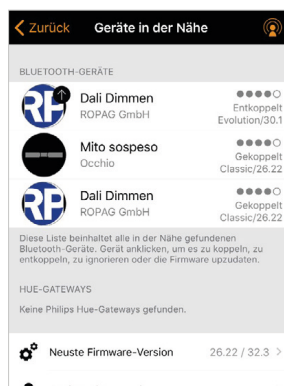 Zurück Geräte in der Nähe
BLUETOOTH-GERÄTE
RP Dali Dimmen
ROPAG GmbH
Entkoppelt
Evolution/30.1
Mito sospeso
Occhio
Gekoppelt
Classic/26.22
RP Dali Dimmen
ROPAG GmbH
Gekoppelt
Classic/26.22
Diese Liste beinhaltet alle in der Nähe gefundenen
Bluetooth-Geräte. Gerät anklicken, um es zu koppeln, zu
entkoppeln, zu ignorieren oder die Firmware upzudaten.
HUE-GATEWAYS
Keine Philips Hue-Gateways gefunden.
Neuste Firmware-Version 26.22 / 32.3